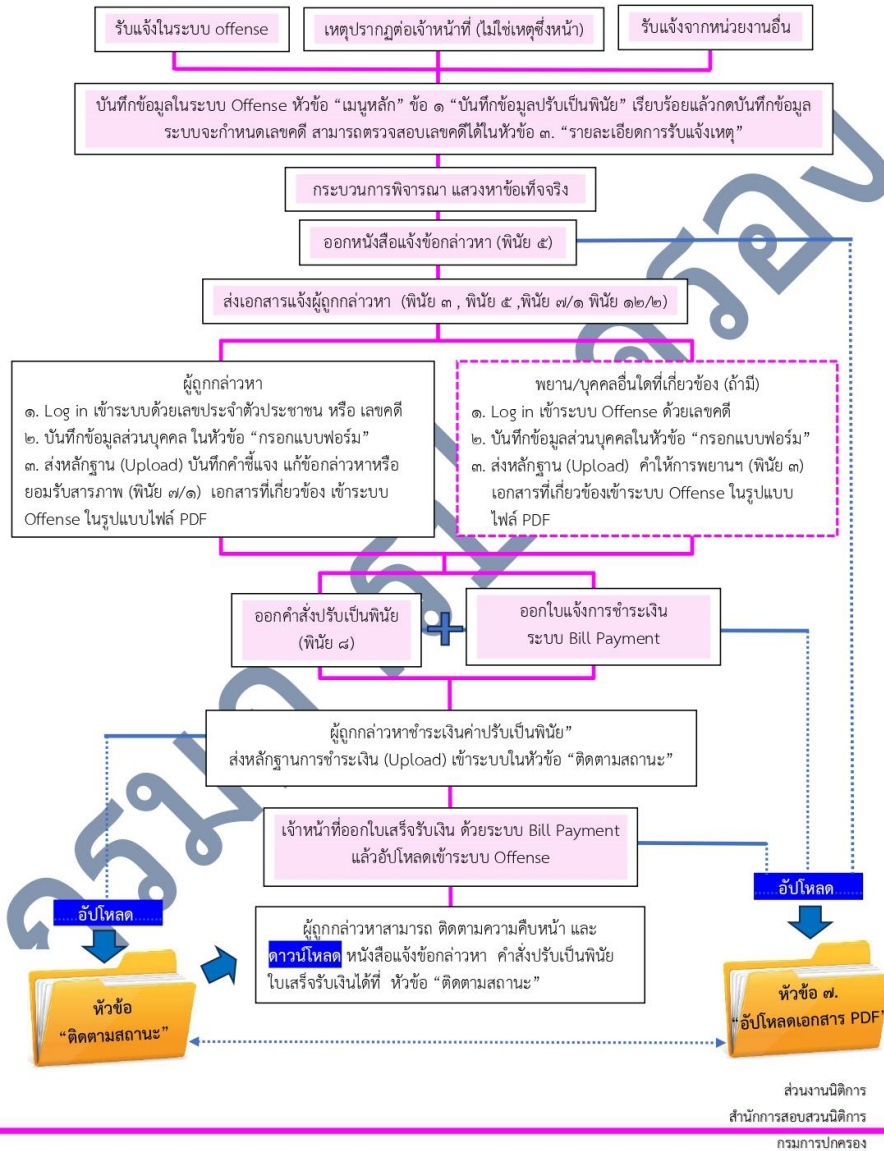 รับแจ้งในระบบ offense
เหตุปรากฏต่อเจ้าหน้าที่ (ไม่ใช่เหตุซึ่งหน้า)
รับแจ้งจากหน่วยงานอื่น
บันทึกข้อมูลในระบบ Offense หัวข้อ “เมนูหลัก” ข้อ ๑ “บันทึกข้อมูลปรับเป็นพินัย” เรียบร้อยแล้วกดบันทึกข้อมูล
ระบบจะกำหนดเลขคดี สามารถตรวจสอบเลขคดีได้ในหัวข้อ ๓. “รายละเอียดการรับแจ้งเหตุ”
กระบวนการพิจารณา แสวงหาข้อเท็จจริง
ออกหนังสือแจ้งข้อกล่าวหา (พินัย ๕)
ส่งเอกสารแจ้งผู้ถูกกล่าวหา (พินัย ๓ , พินัย ๕ ,พินัย ๗/๑ พินัย ๑๒/๒)
ผู้ถูกกล่าวหา
๑. Log in เข้าระบบด้วยเลขประจำตัวประชาชน หรือ เลขคดี
๒. บันทึกข้อมูลส่วนบุคคล ในหัวข้อ “กรอกแบบฟอร์ม”
๓. ส่งหลักฐาน (Upload) บันทึกคำชี้แจง แก้ข้อกล่าวหาหรือ
ยอมรับสารภาพ (พินัย ๗/๑) เอกสารที่เกี่ยวข้อง เข้าระบบ
Offense ในรูปแบบไฟล์ PDF
พยาน/บุคคลอื่นใดที่เกี่ยวข้อง (ถ้ามี)
๑. Log in เข้าระบบ Offense ด้วยเลขคดี
๒. บันทึกข้อมูลส่วนบุคคลในหัวข้อ “กรอกแบบฟอร์ม”
๓. ส่งหลักฐาน (Upload) คำให้การพยานฯ (พินัย ๓)
เอกสารที่เกี่ยวข้องเข้าระบบ Offense ในรูปแบบ
ไฟล์ PDF
ออกคำสั่งปรับเป็นพินัย
(พินัย ๘)
ออกใบแจ้งการชำระเงิน
ระบบ Bill Payment
ผู้ถูกกล่าวหาชำระเงินค่าปรับเป็นพินัย”
ส่งหลักฐานการชำระเงิน (Upload) เข้าระบบในหัวข้อ “ติดตามสถานะ”
เจ้าหน้าที่ออกใบเสร็จรับเงิน ด้วยระบบ Bill Payment
แล้วอัปโหลดเข้าระบบ Offense
อัปโหลด
อัปโหลด
ผู้ถูกกล่าวหาสามารถ ติดตามความคืบหน้า และ
ดาวน์โหลด หนังสือแจ้งข้อกล่าวหา คำสั่งปรับเป็นพินัย
ใบเสร็จรับเงินได้ที่ หัวข้อ “ติดตามสถานะ”
หัวข้อ
“ติดตามสถานะ”
หัวข้อ ๗.
“อัปโหลดเอกสาร PDF”
ส่วนงานนิติการ
สำนักการสอบสวนนิติการ
กรมการปกครอง
กรมการปกครอง